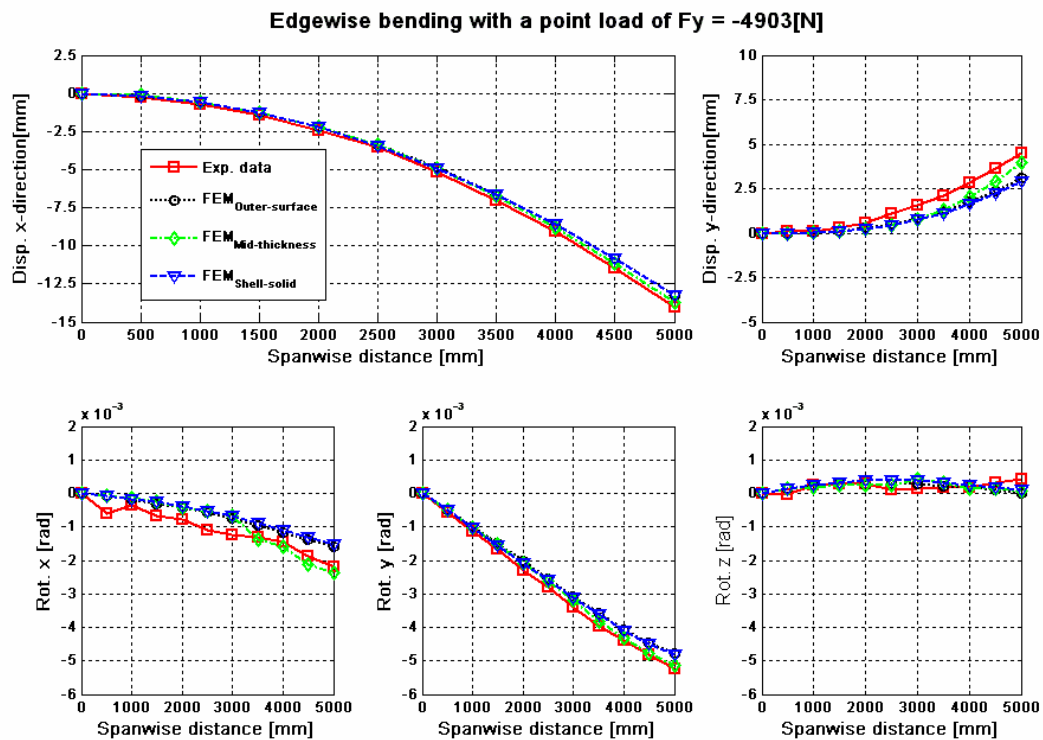 Edgewise bending with a point load of Fy = -4903[N]
Disp. x-direction[mm]
2.5
0
-2.5
-5
-7.5
-10
-12.5
-15
0 500 1000 1500 2000 2500 3000 3500 4000 4500 5000
Spanwise distance [mm]
Exp. data
FEM Outer-surface
FEM Mid-thickness
FEM Shell-solid
Disp. y-direction[mm]
10
7.5
5
2.5
0
-2.5
-5
0 1000 2000 3000 4000 5000
Spanwise distance [mm]
x 10⁻³
Rot. x [rad]
2
1
0
-1
-2
-3
-4
-5
-6
0 1000 2000 3000 4000 5000
Spanwise distance [mm]
x 10⁻³
Rot. y [rad]
2
1
0
-1
-2
-3
-4
-5
-6
0 1000 2000 3000 4000 5000
Spanwise distance [mm]
x 10⁻³
Rot. z [rad]
2
1
0
-1
-2
-3
-4
-5
-6
0 1000 2000 3000 4000 5000
Spanwise distance [mm]